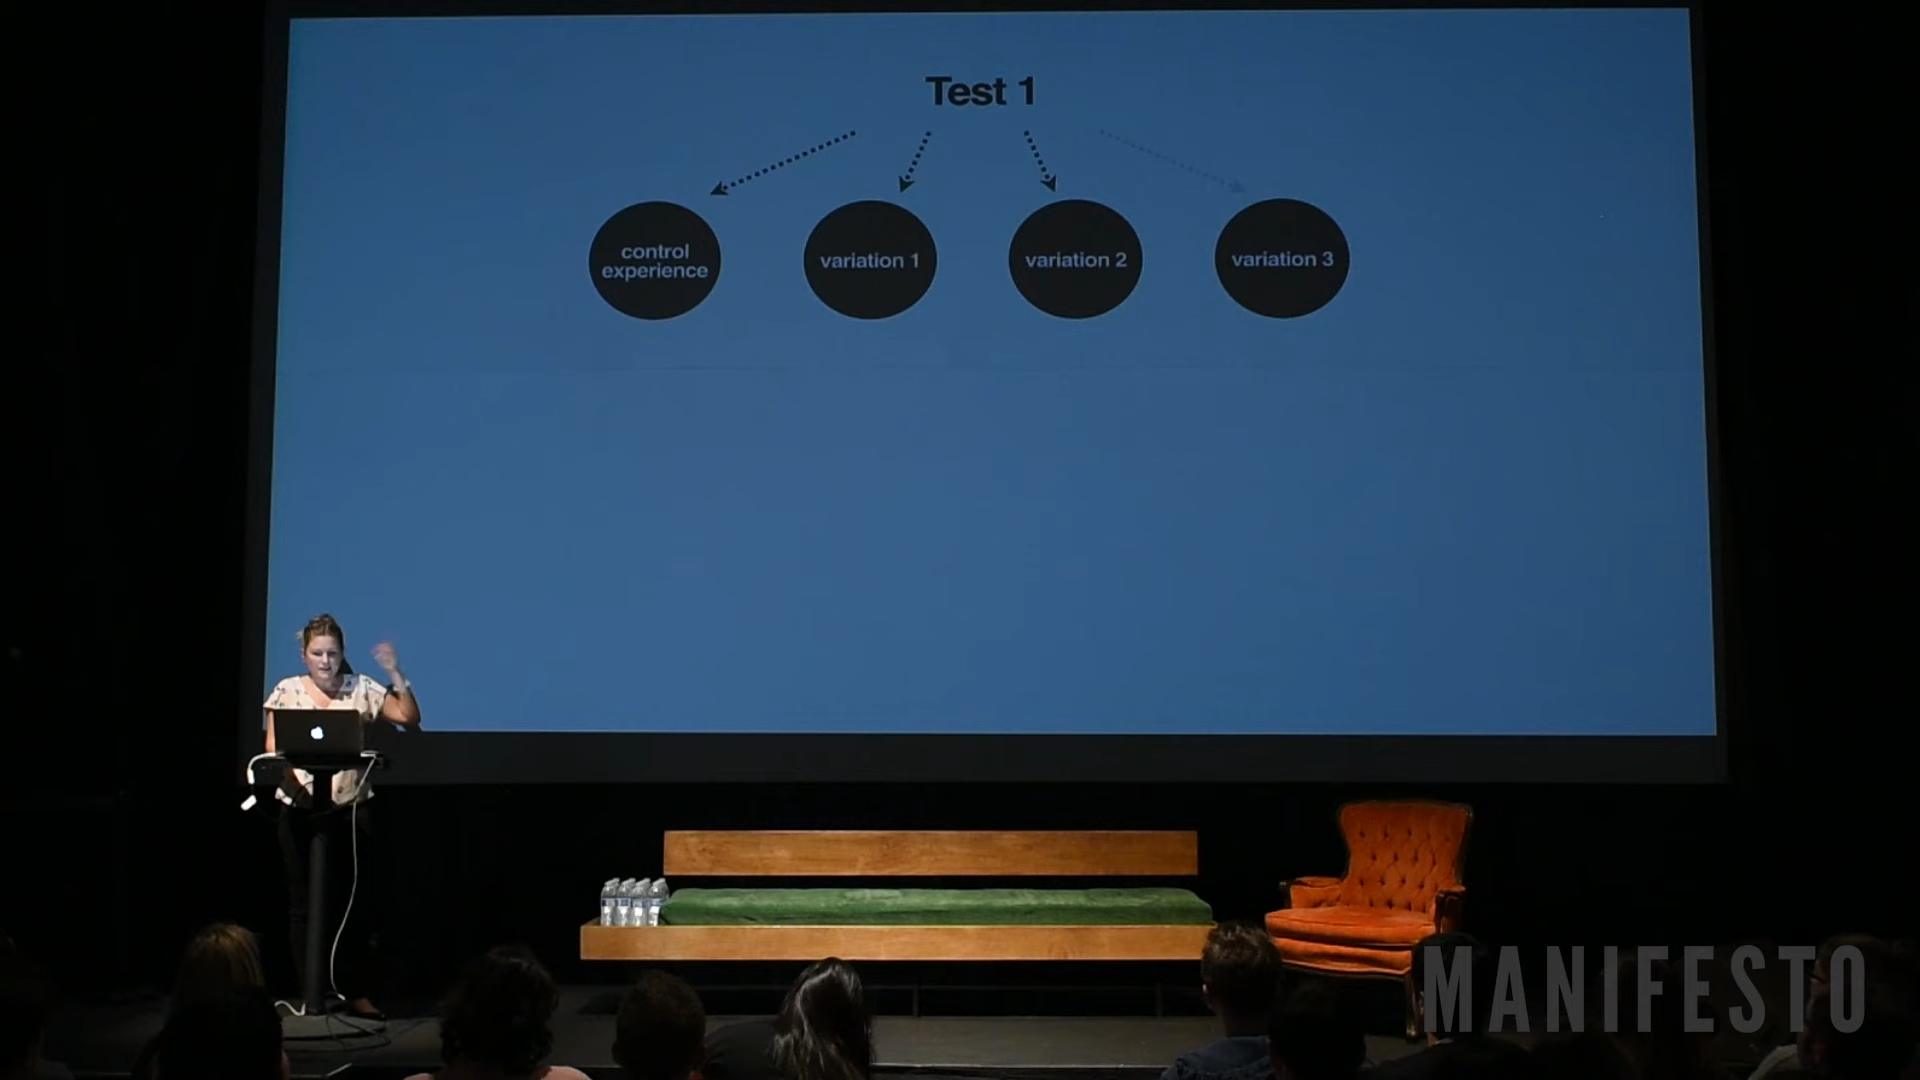 Test 1
control
experience
variation 1
variation 2
variation 3
MANIFESTO